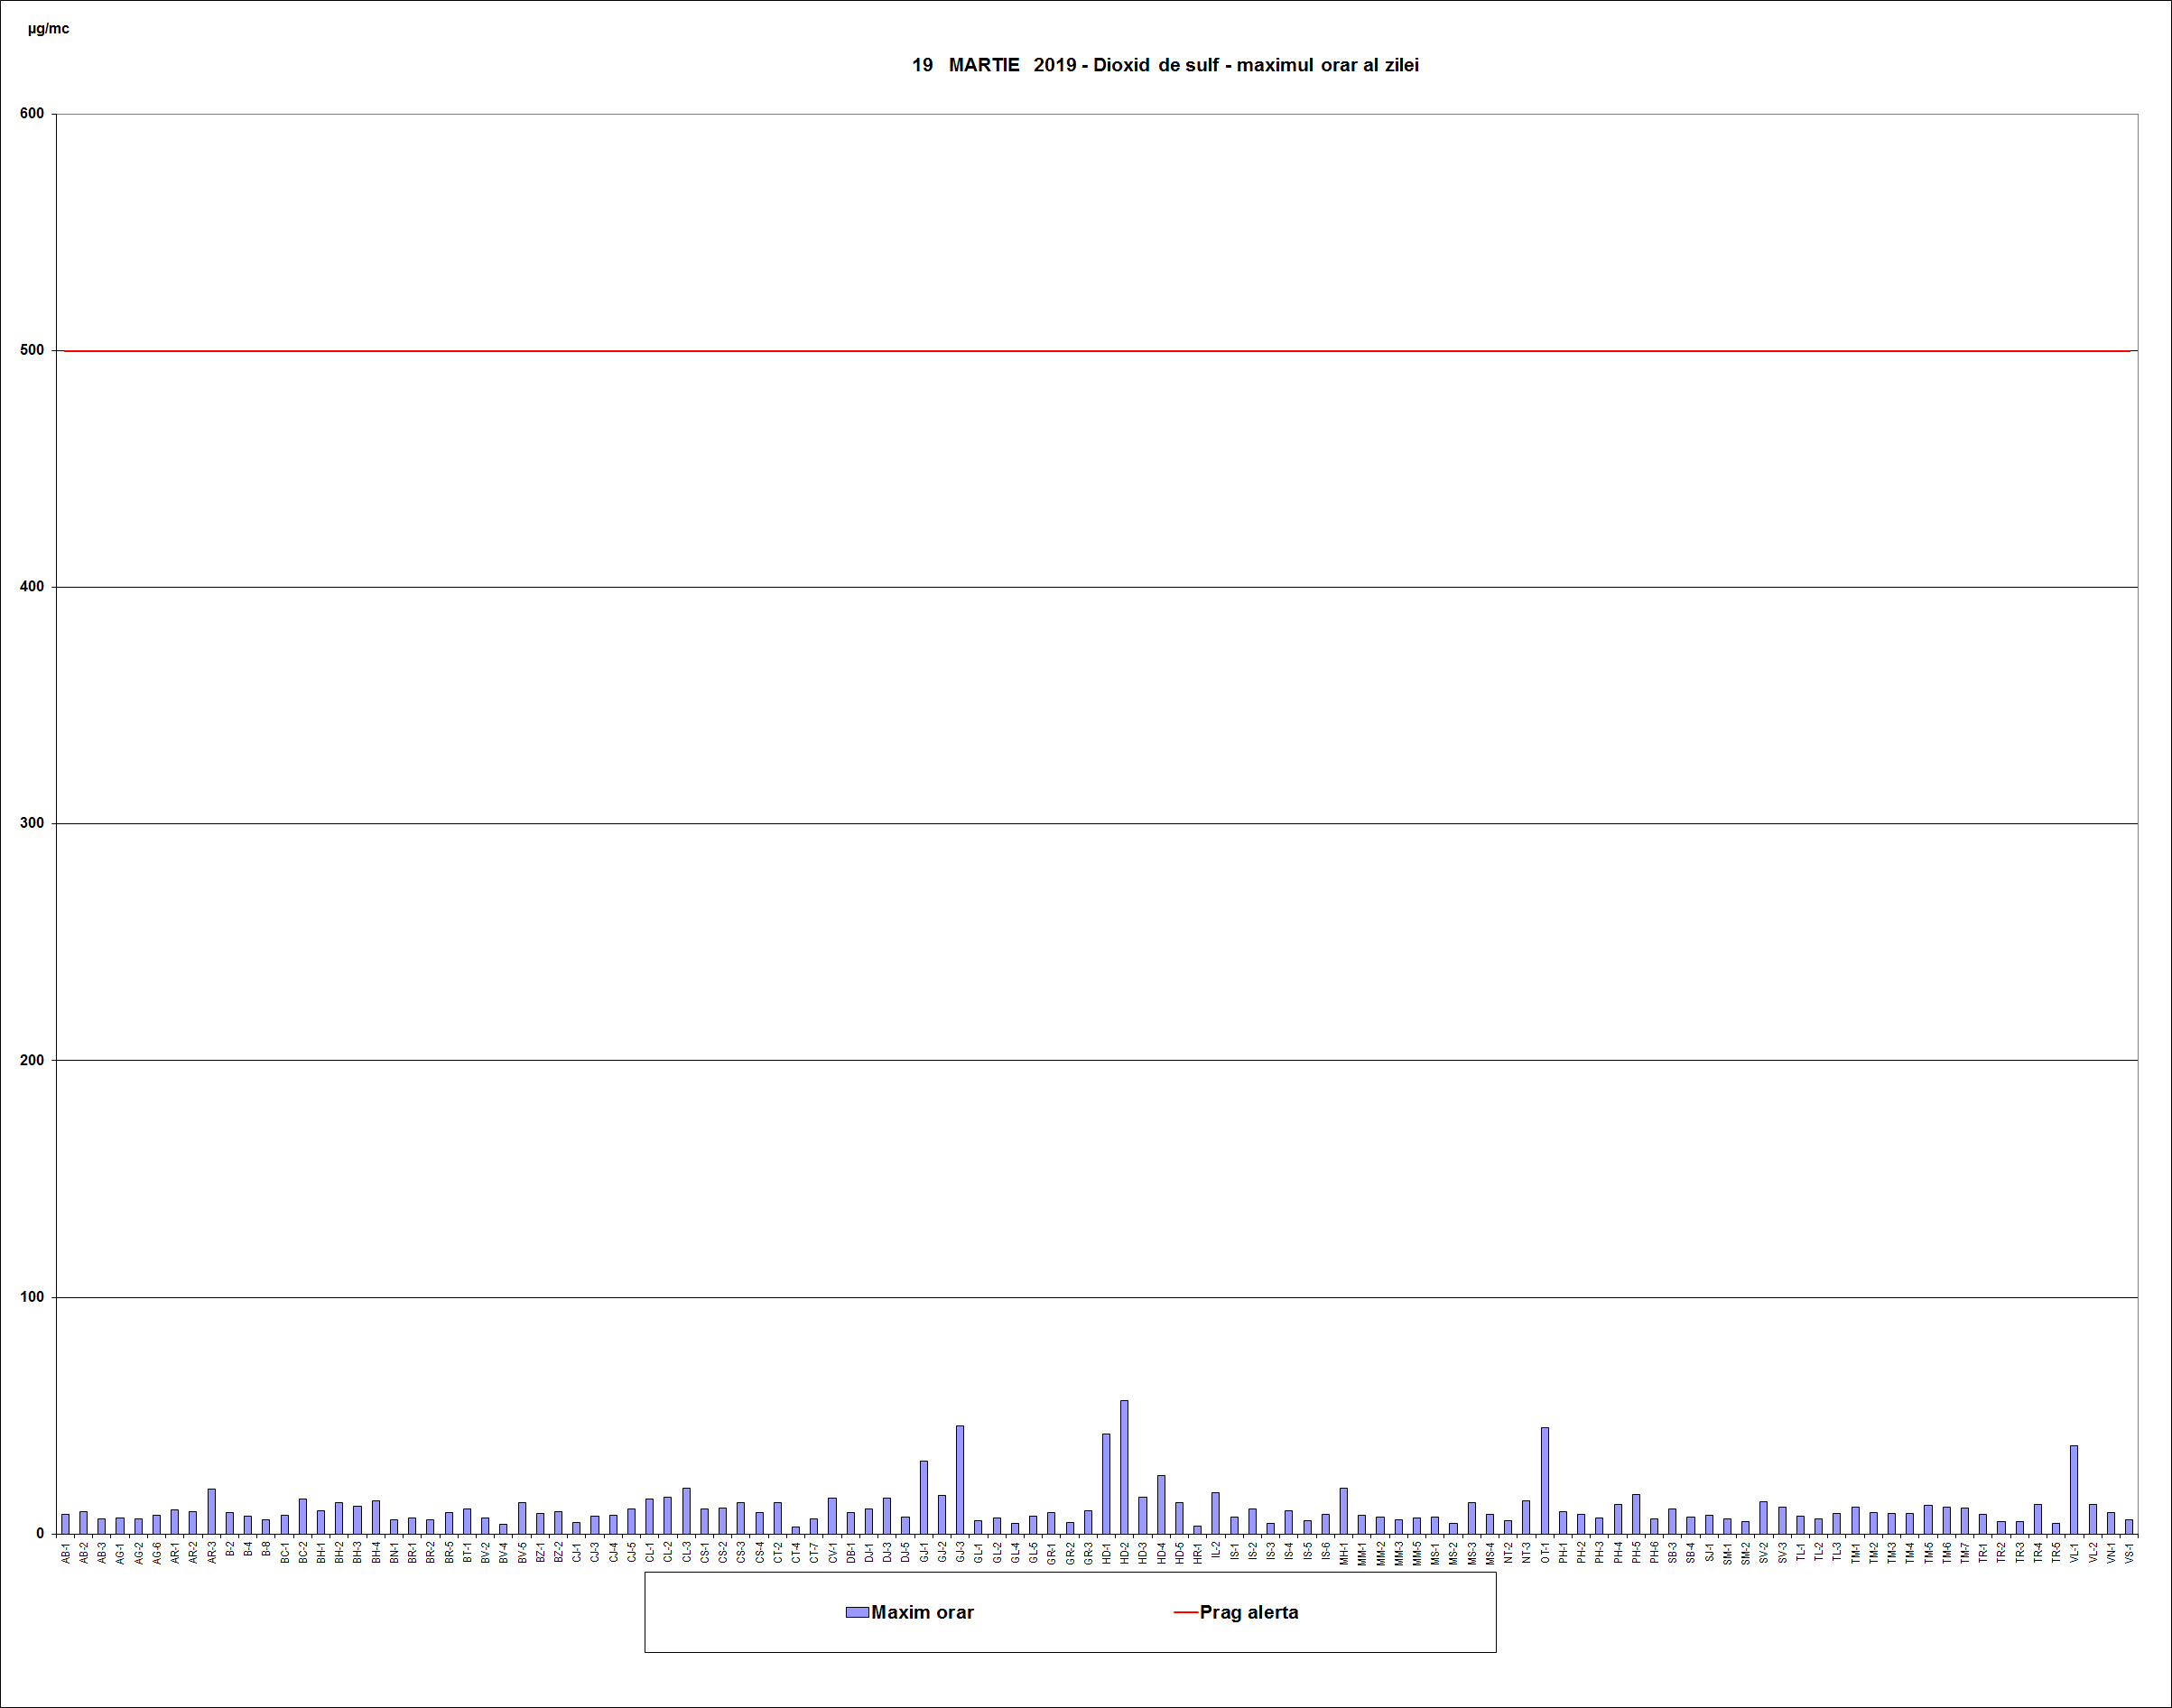 µg/mc
19 MARTIE 2019 - Dioxid de sulf - maximul orar al zilei
600
500
400
300
200
100
0
AB-1 AB-2 AB-3 AG-1 AG-2 AG-6 AR-1 AR-2 AR-3 B-2 B-4 B-8 BC-1 BC-2 BH-1 BH-2 BH-3 BH-4 BN-1 BR-1 BR-2 BR-5 BT-1 BV-2 BV-4 BV-5 BZ-1 BZ-2 CJ-1 CJ-3 CJ-4 CJ-5 CL-1 CL-2 CL-3 CS-1 CS-2 CS-3 CS-4 CT-2 CT-4 CT-7 CV-1 DB-1 DJ-1 DJ-3 DJ-5 GJ-1 GJ-2 GJ-3 GL-1 GL-2 GL-4 GL-5 GR-1 GR-2 GR-3 HD-1 HD-2 HD-3 HD-4 HD-5 HR-1 IL-2 IS-1 IS-2 IS-3 IS-4 IS-5 IS-6 MH-1 MM-1 MM-2 MM-3 MM-5 MS-1 MS-2 MS-3 MS-4 NT-2 NT-3 OT-1 PH-1 PH-2 PH-3 PH-4 PH-5 PH-6 SB-3 SB-4 SJ-1 SM-1 SM-2 SV-2 SV-3 TL-1 TL-2 TL-3 TM-1 TM-2 TM-3 TM-4 TM-5 TM-6 TM-7 TR-1 TR-2 TR-3 TR-4 TR-5 VL-1 VL-2 VN-1 VS-1
Maxim orar Prag alerta